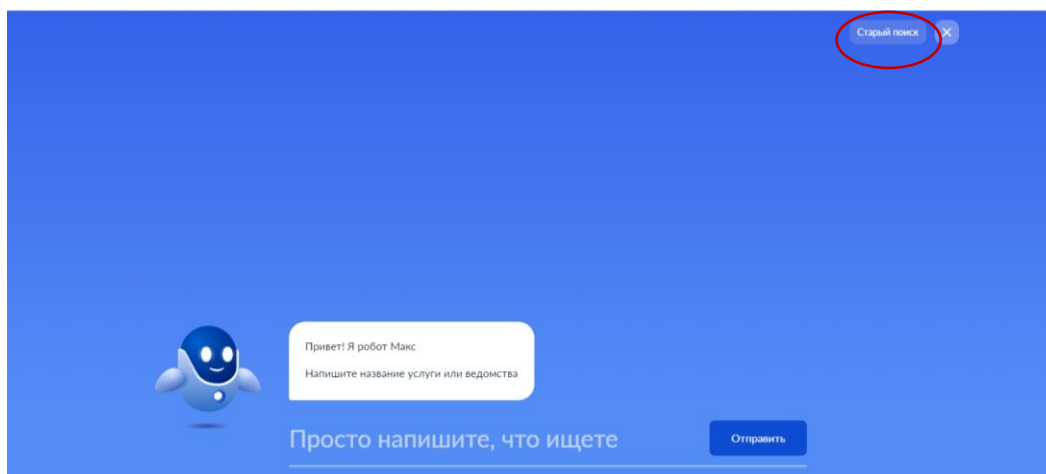 Старый поиск
Привет! Я робот Макс
Напишите название услуги или ведомства
Просто напишите, что ищете
Отправить